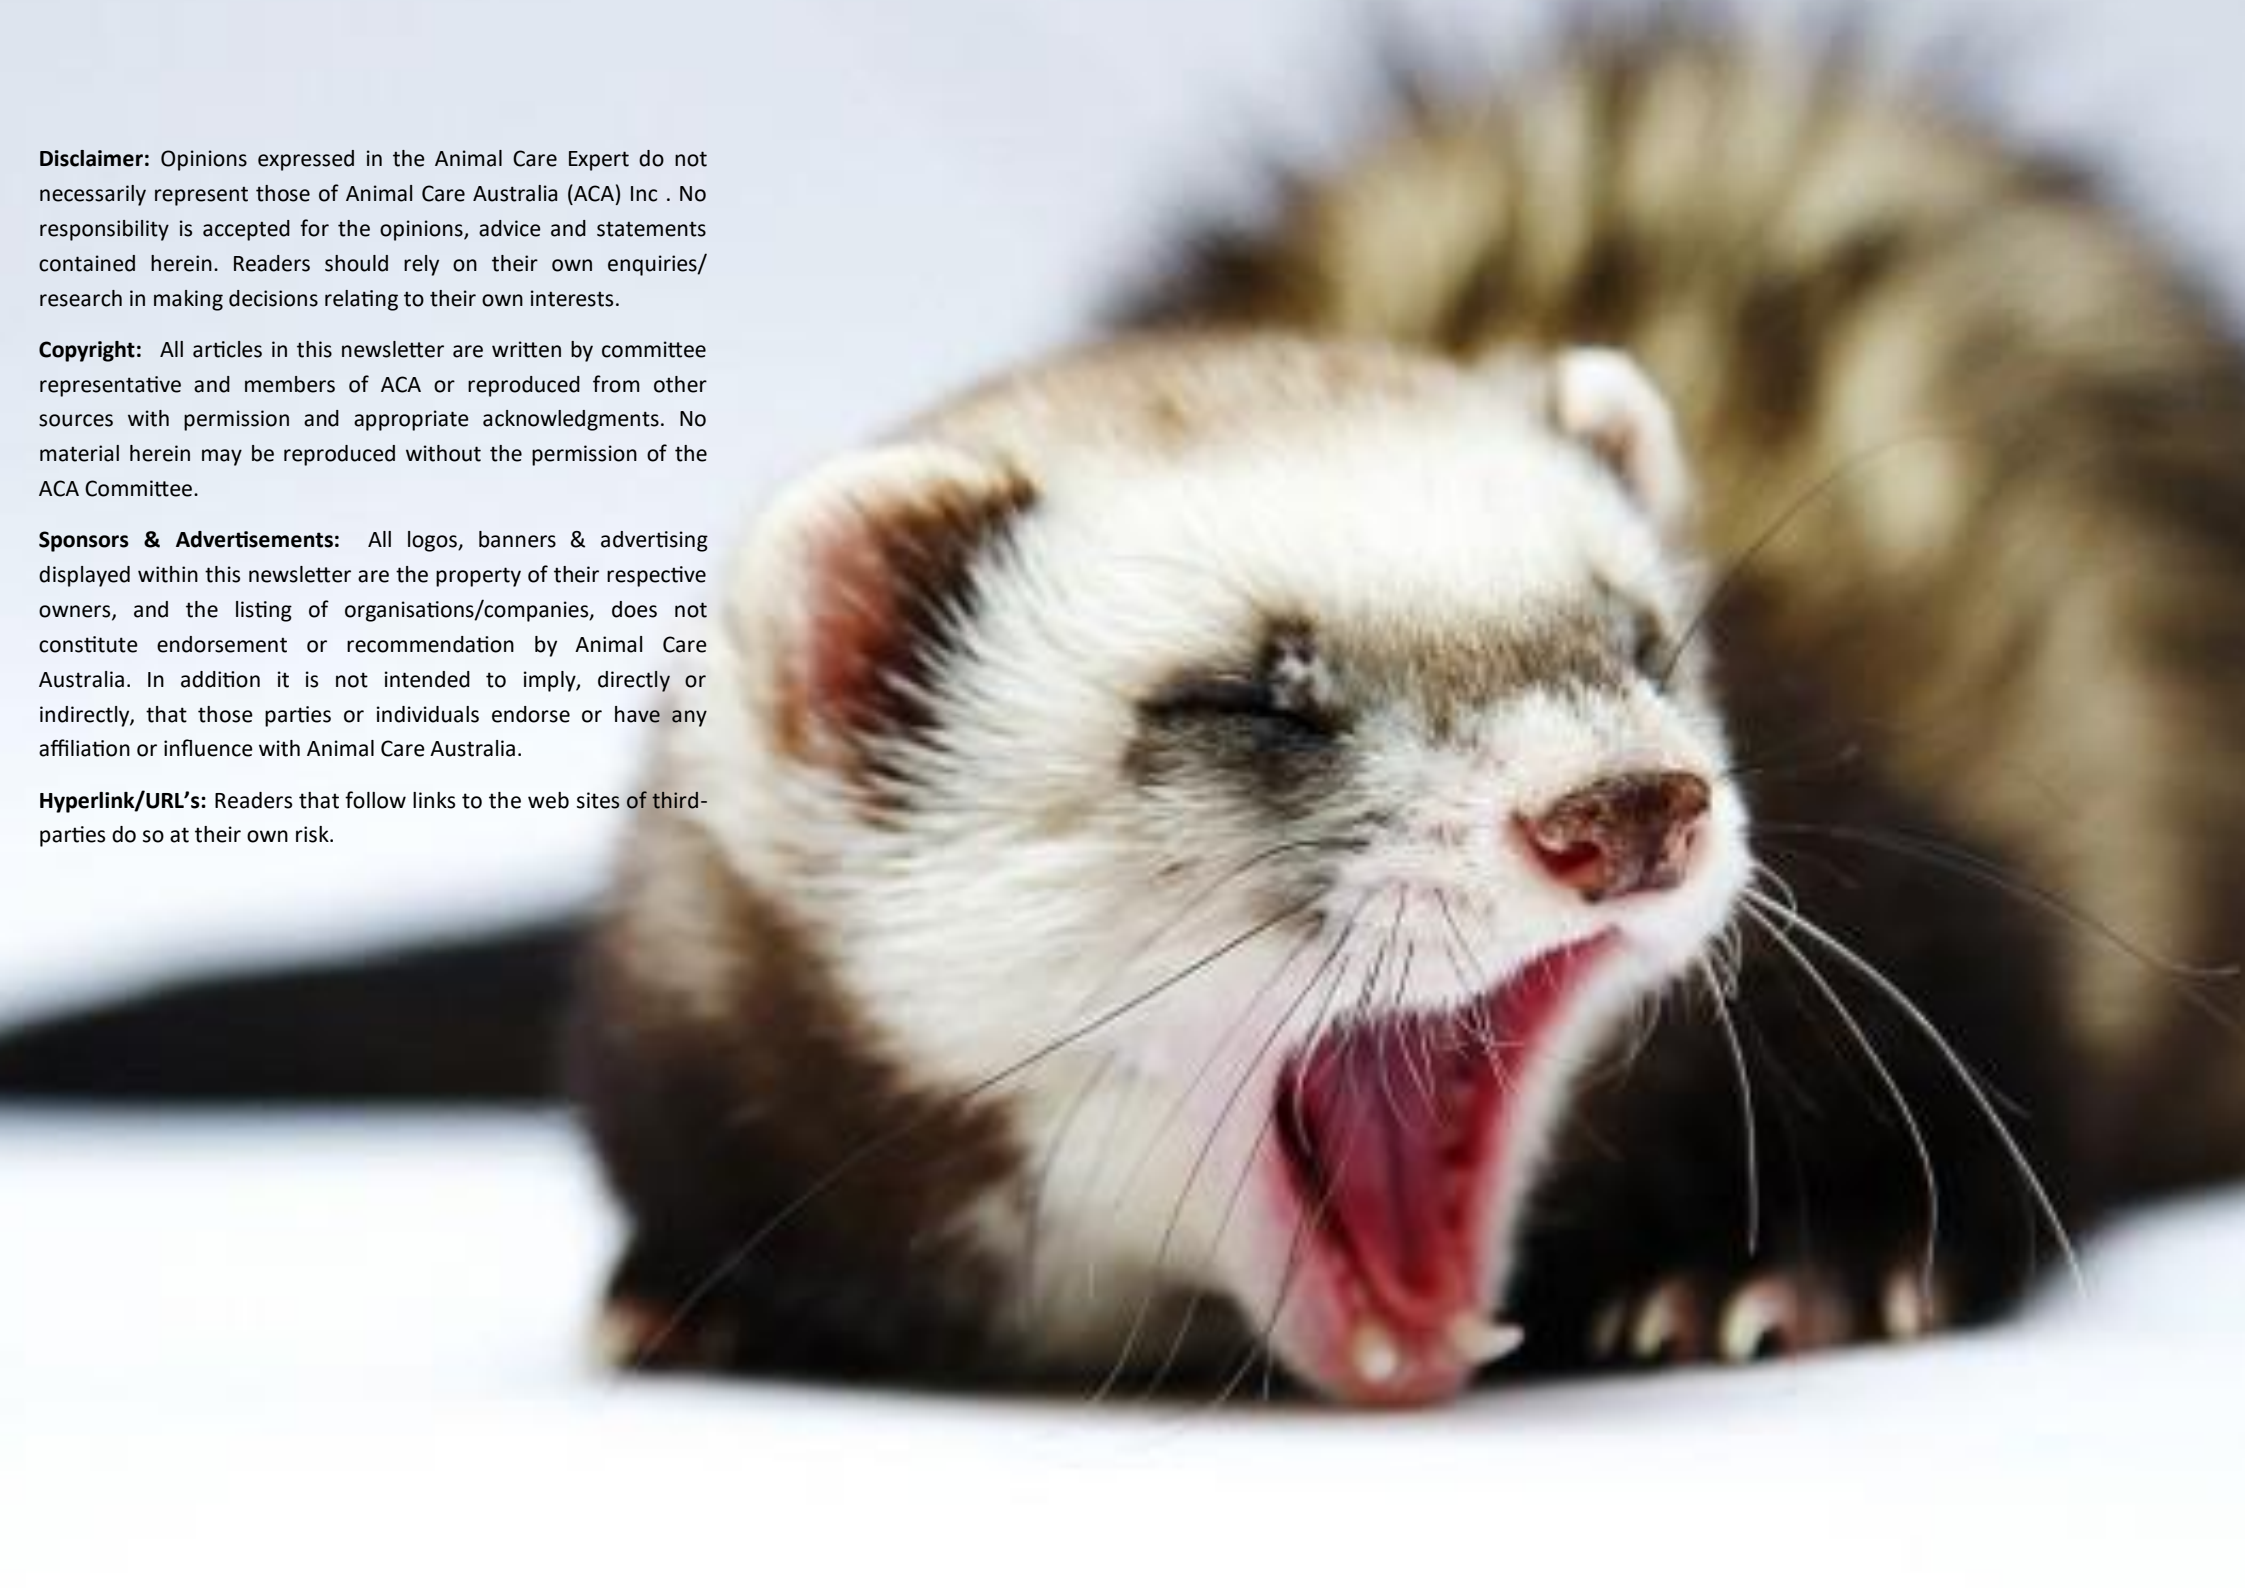 Disclaimer: Opinions expressed in the Animal Care Expert do not
necessarily represent those of Animal Care Australia (ACA) Inc . No
responsibility is accepted for the opinions, advice and statements
contained herein. Readers should rely on their own enquiries/
research in making decisions relating to their own interests.
Copyright: All articles in this newsletter are written by committee
representative and members of ACA or reproduced from other
sources with permission and appropriate acknowledgments. No
material herein may be reproduced without the permission of the
ACA Committee.
Sponsors & Advertisements: All logos, banners & advertising
displayed within this newsletter are the property of their respective
owners, and the listing of organisations/companies, does not
constitute endorsement or recommendation by Animal Care
Australia. In addition it is not intended to imply, directly or
indirectly, that those parties or individuals endorse or have any
affiliation or influence with Animal Care Australia.
Hyperlink/URL’s: Readers that follow links to the web sites of third-
parties do so at their own risk.